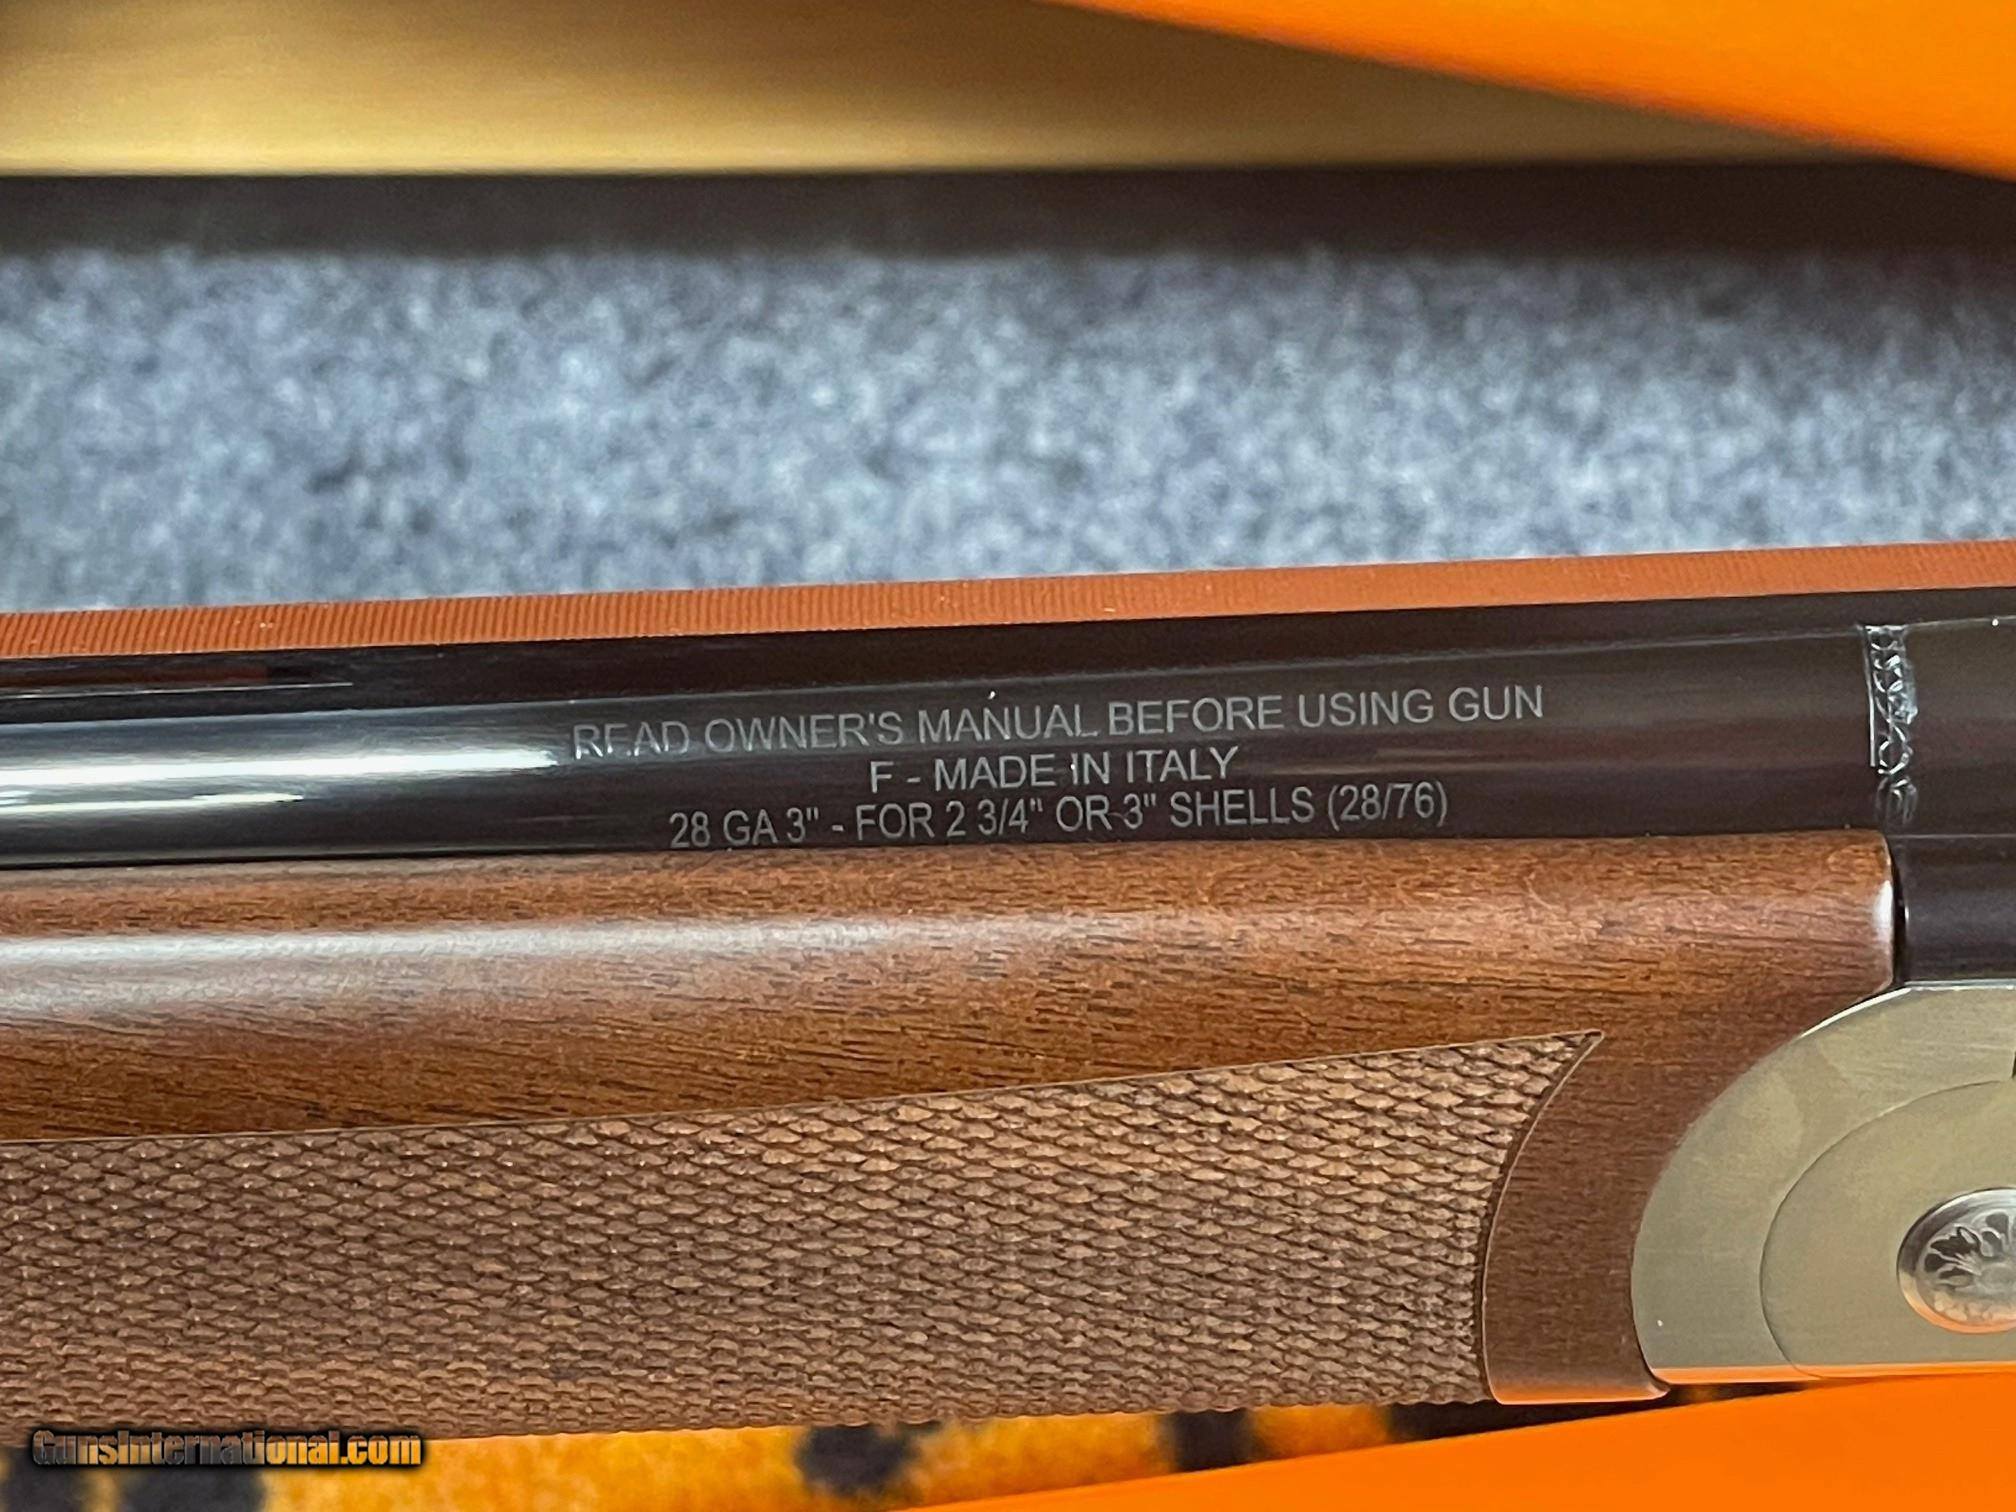 READ OWNER'S MANUAL BEFORE USING GUN
F - MADE IN ITALY
28 GA 3" - FOR 2 3/4" OR 3" SHELLS (28/76)
GunsInternational.com